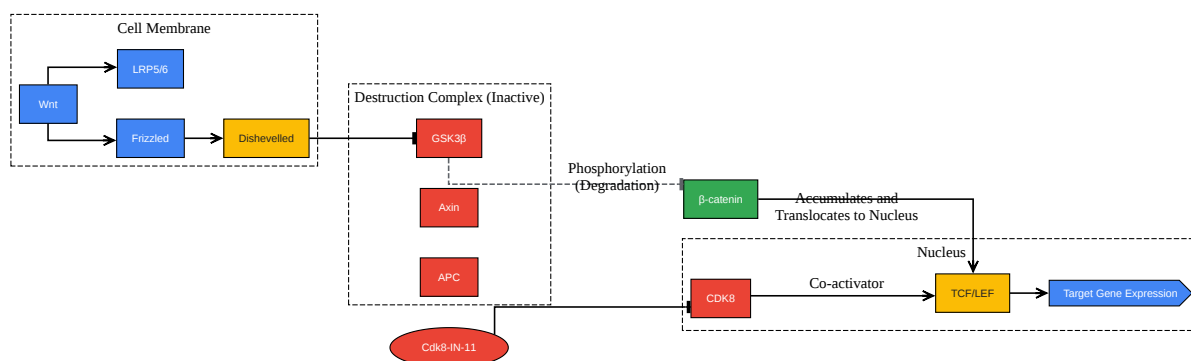 Cell Membrane
LRP5/6
Wnt
Frizzled
Dishevelled
Destruction Complex (Inactive)
GSK3β
Axin
APC
Phosphorylation
(Degradation)
β-catenin
Accumulates and
Translocates to Nucleus
Nucleus
CDK8
Co-activator
TCF/LEF
Target Gene Expression
Cdk8-IN-11